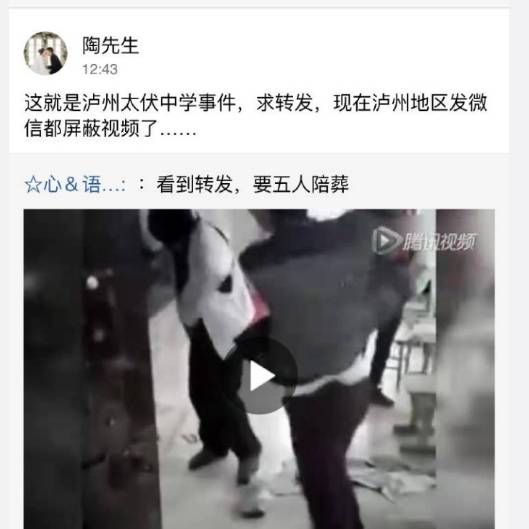 陶先生
12:43
这就是泸州太伏中学事件，求转发，现在泸州地区发微
信都屏蔽视频了……
☆心＆语…：：看到转发，要五人陪葬
腾讯视频